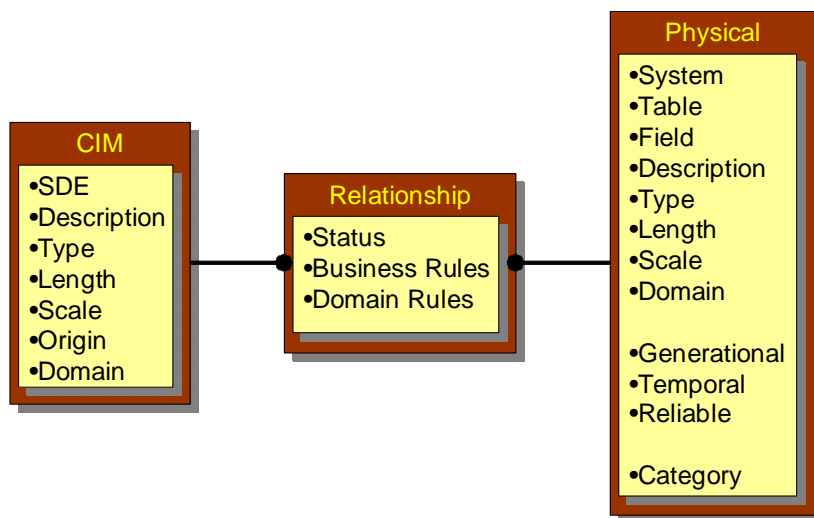 CIM
•SDE
•Description
•Type
•Length
•Scale
•Origin
•Domain
Relationship
•Status
•Business Rules
•Domain Rules
Physical
•System
•Table
•Field
•Description
•Type
•Length
•Scale
•Domain
•Generational
•Temporal
•Reliable
•Category